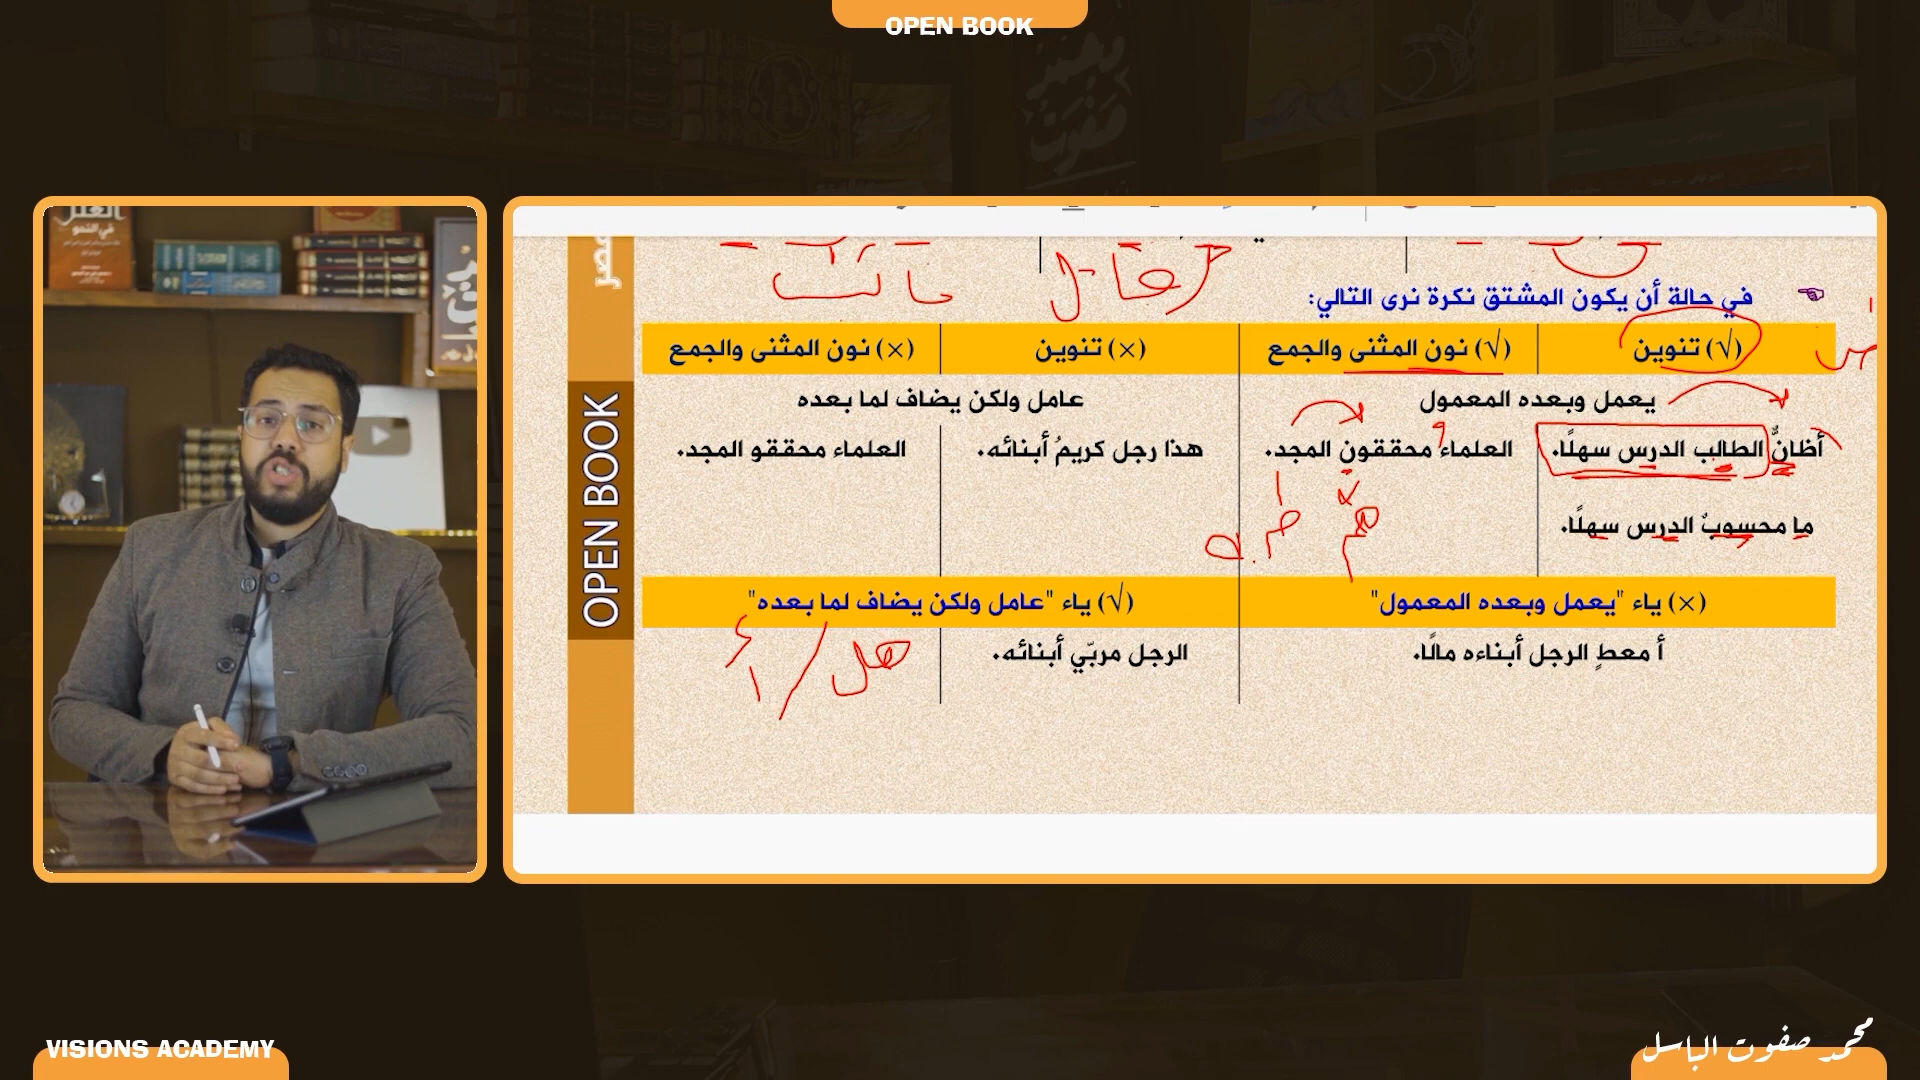 OPEN BOOK
في النحو
في حالة أن يكون المشتق نكرة نرى التالي:
(√) تنوين
(√) نون المثنى والجمع
(×) تنوين
(×) نون المثنى والجمع
يعمل وبعده المعمول
عامل ولكن يضاف لما بعده
أظانٌّ الطالب الدرس سهلًا.
العلماء محققون المجد.
هذا رجل كريمُ أبنائه.
العلماء محققو المجد.
ما محسوبٌ الدرس سهلًا.
(×) ياء "يعمل وبعده المعمول"
(√) ياء "عامل ولكن يضاف لما بعده"
أ معطٍ الرجل أبناءه مالًا.
الرجل مربّي أبنائه.
هل / أ
OPEN BOOK
VISIONS ACADEMY
محمد صفوت الباسل